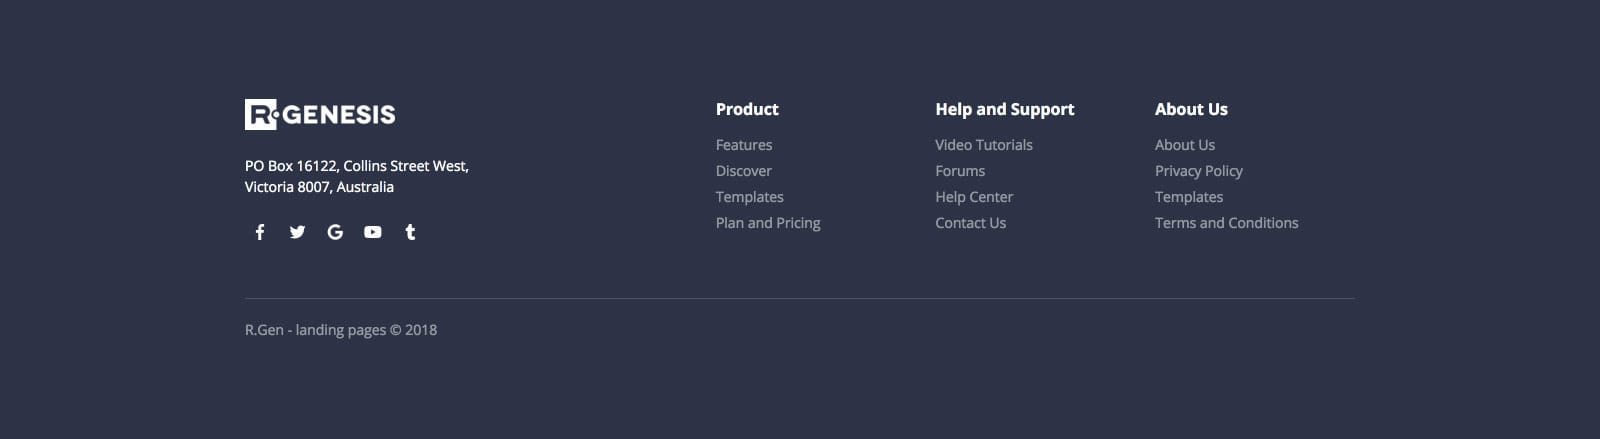 R.GENESIS
PO Box 16122, Collins Street West,
Victoria 8007, Australia
Product
Features
Discover
Templates
Plan and Pricing
Help and Support
Video Tutorials
Forums
Help Center
Contact Us
About Us
About Us
Privacy Policy
Templates
Terms and Conditions
R.Gen - landing pages © 2018